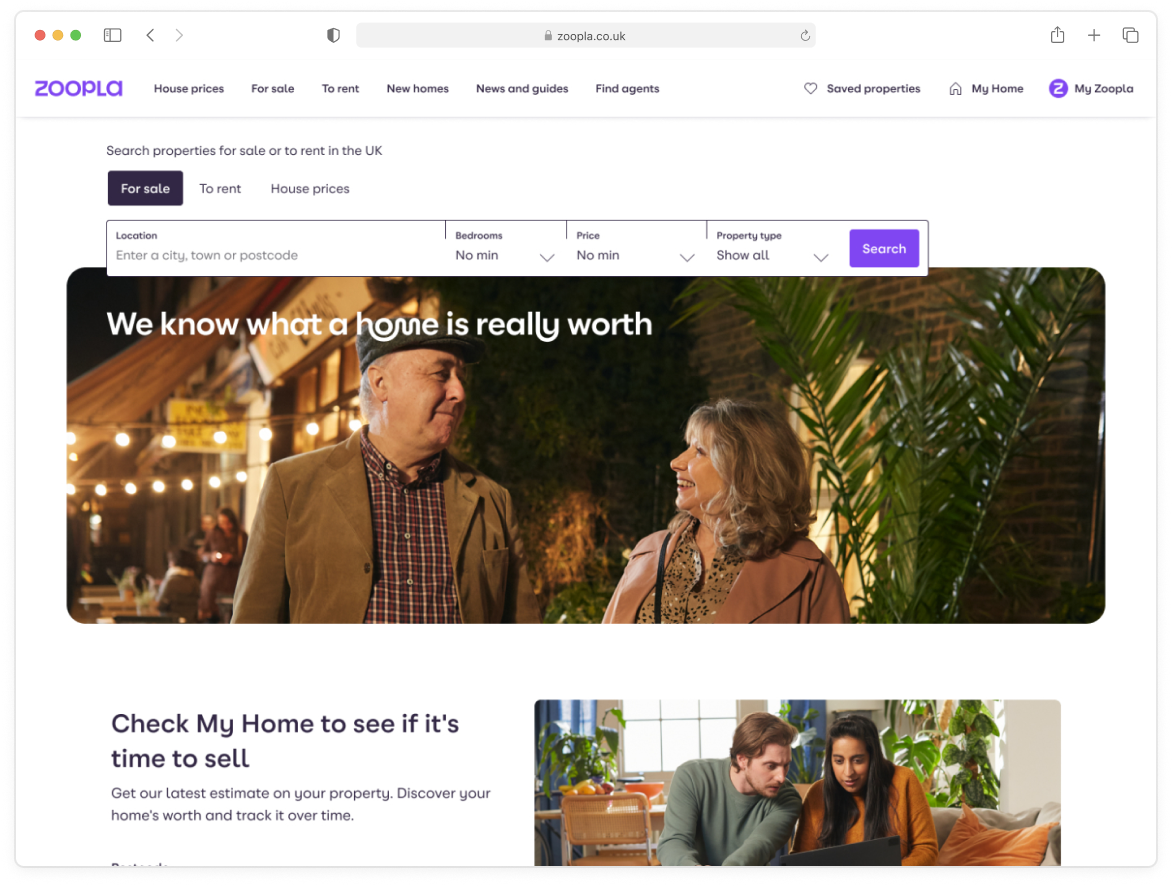 zoopla.co.uk
ZOOPLA
House prices
For sale
To rent
New homes
News and guides
Find agents
Saved properties
My Home
Z
My Zoopla
Search properties for sale or to rent in the UK
For sale
To rent
House prices
Location
Enter a city, town or postcode
Bedrooms
No min
Price
No min
Property type
Show all
Search
We know what a home is really worth
Check My Home to see if it's
time to sell
Get our latest estimate on your property. Discover your
home's worth and track it over time.